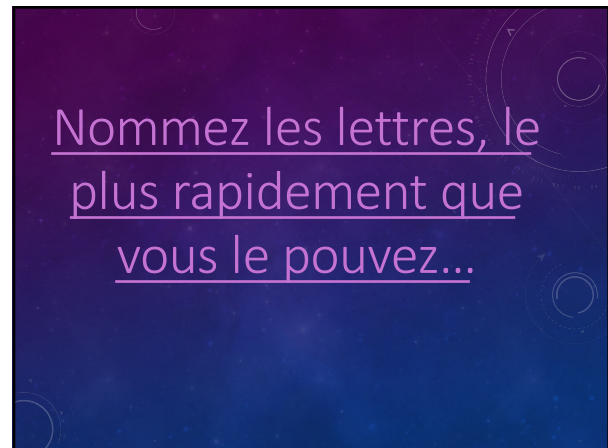 Nommez les lettres, le
plus rapidement que
vous le pouvez…